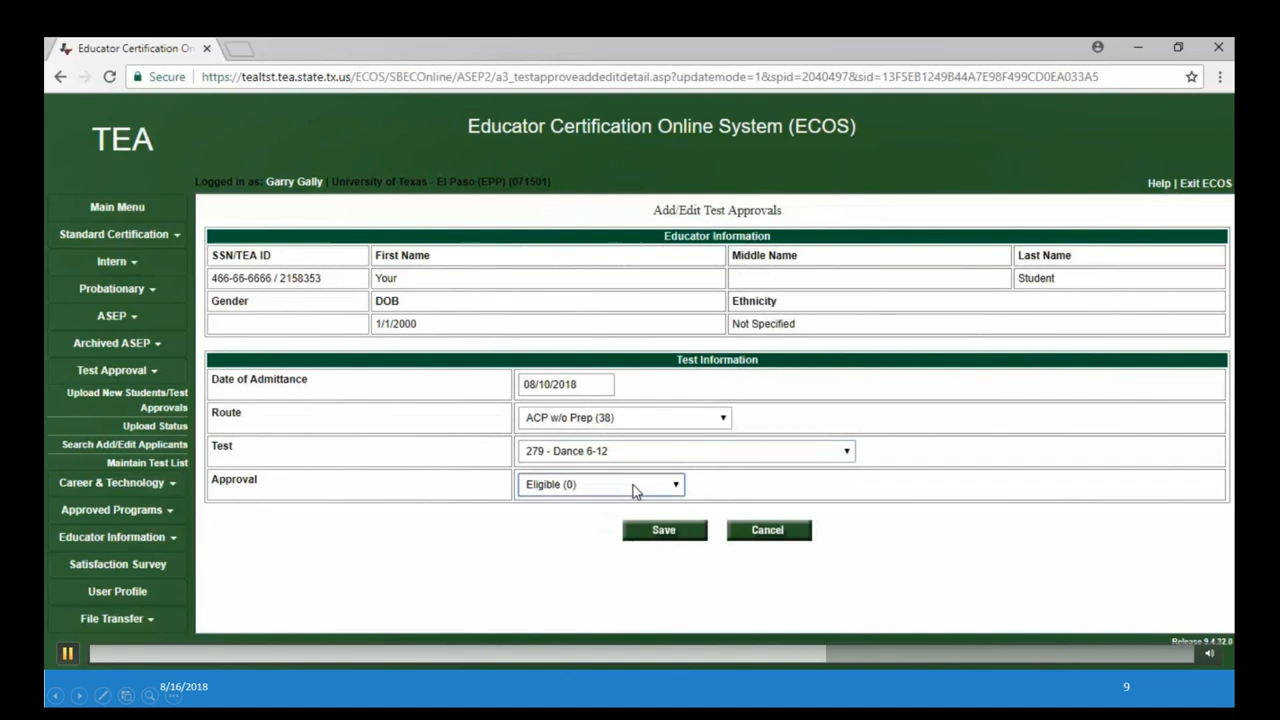 Educator Certification On
Secure
https://tealtst.tea.state.tx.us/ECOS/SBECOnline/ASEP2/a3_testapproveaddeditdetail.asp?updatemode=1&spid=2040497&sid=13F5EB1249B44A7E98F499CD0EA033A5
TEA
Educator Certification Online System (ECOS)
Logged in as: Garry Gally | University of Texas - El Paso (EPP) (071501)
Help | Exit ECOS
Main Menu
Standard Certification
Intern
Probationary
ASEP
Archived ASEP
Test Approval
Upload New Students/Test
Approvals
Upload Status
Search Add/Edit Applicants
Maintain Test List
Career & Technology
Approved Programs
Educator Information
Satisfaction Survey
User Profile
File Transfer
Add/Edit Test Approvals
Educator Information
SSN/TEA ID First Name Middle Name Last Name
466-66-6666 / 2158353 Your Student
Gender DOB Ethnicity
1/1/2000 Not Specified
Test Information
Date of Admittance 08/10/2018
Route ACP w/o Prep (38)
Test 279 - Dance 6-12
Approval Eligible (0)
Save Cancel
Release 9.4.32.0
8/16/2018
9